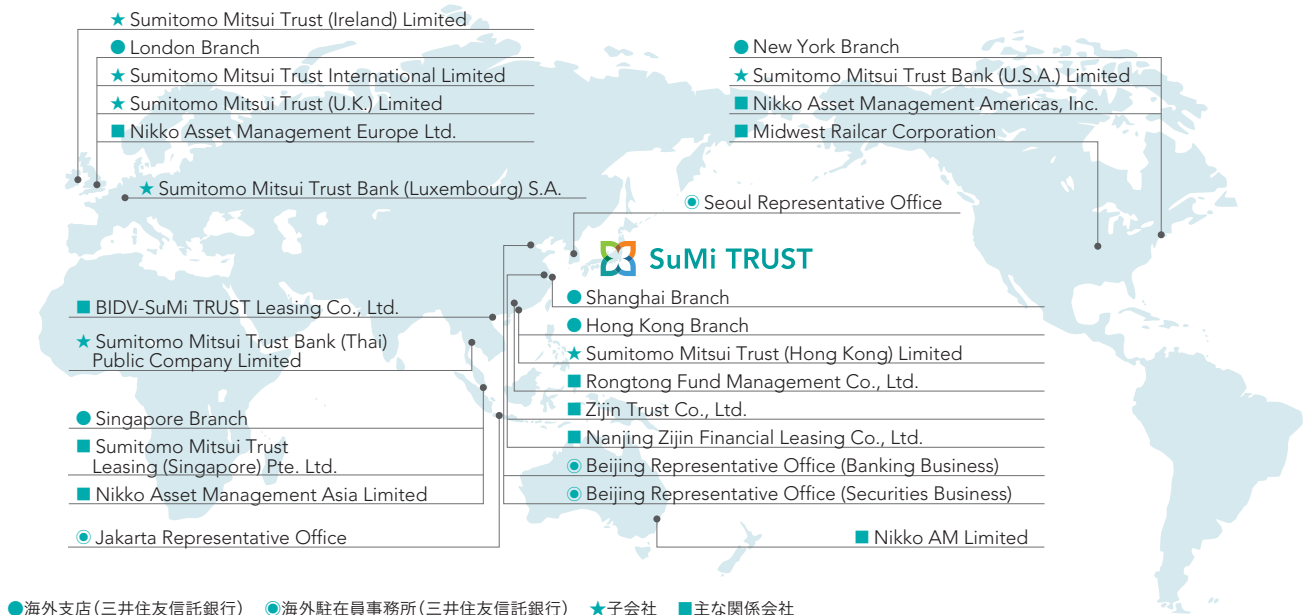 ★ Sumitomo Mitsui Trust (Ireland) Limited
● London Branch
★ Sumitomo Mitsui Trust International Limited
★ Sumitomo Mitsui Trust (U.K.) Limited
■ Nikko Asset Management Europe Ltd.
★ Sumitomo Mitsui Trust Bank (Luxembourg) S.A.
● New York Branch
★ Sumitomo Mitsui Trust Bank (U.S.A.) Limited
■ Nikko Asset Management Americas, Inc.
■ Midwest Railcar Corporation
◉ Seoul Representative Office
SuMi TRUST
■ BIDV-SuMi TRUST Leasing Co., Ltd.
★ Sumitomo Mitsui Trust Bank (Thai)
Public Company Limited
● Singapore Branch
■ Sumitomo Mitsui Trust
Leasing (Singapore) Pte. Ltd.
■ Nikko Asset Management Asia Limited
◉ Jakarta Representative Office
● Shanghai Branch
● Hong Kong Branch
★ Sumitomo Mitsui Trust (Hong Kong) Limited
■ Rongtong Fund Management Co., Ltd.
■ Zijin Trust Co., Ltd.
■ Nanjing Zijin Financial Leasing Co., Ltd.
◉ Beijing Representative Office (Banking Business)
◉ Beijing Representative Office (Securities Business)
■ Nikko AM Limited
●海外支店(三井住友信託銀行) ◉海外駐在員事務所(三井住友信託銀行) ★子会社 ■主な関係会社